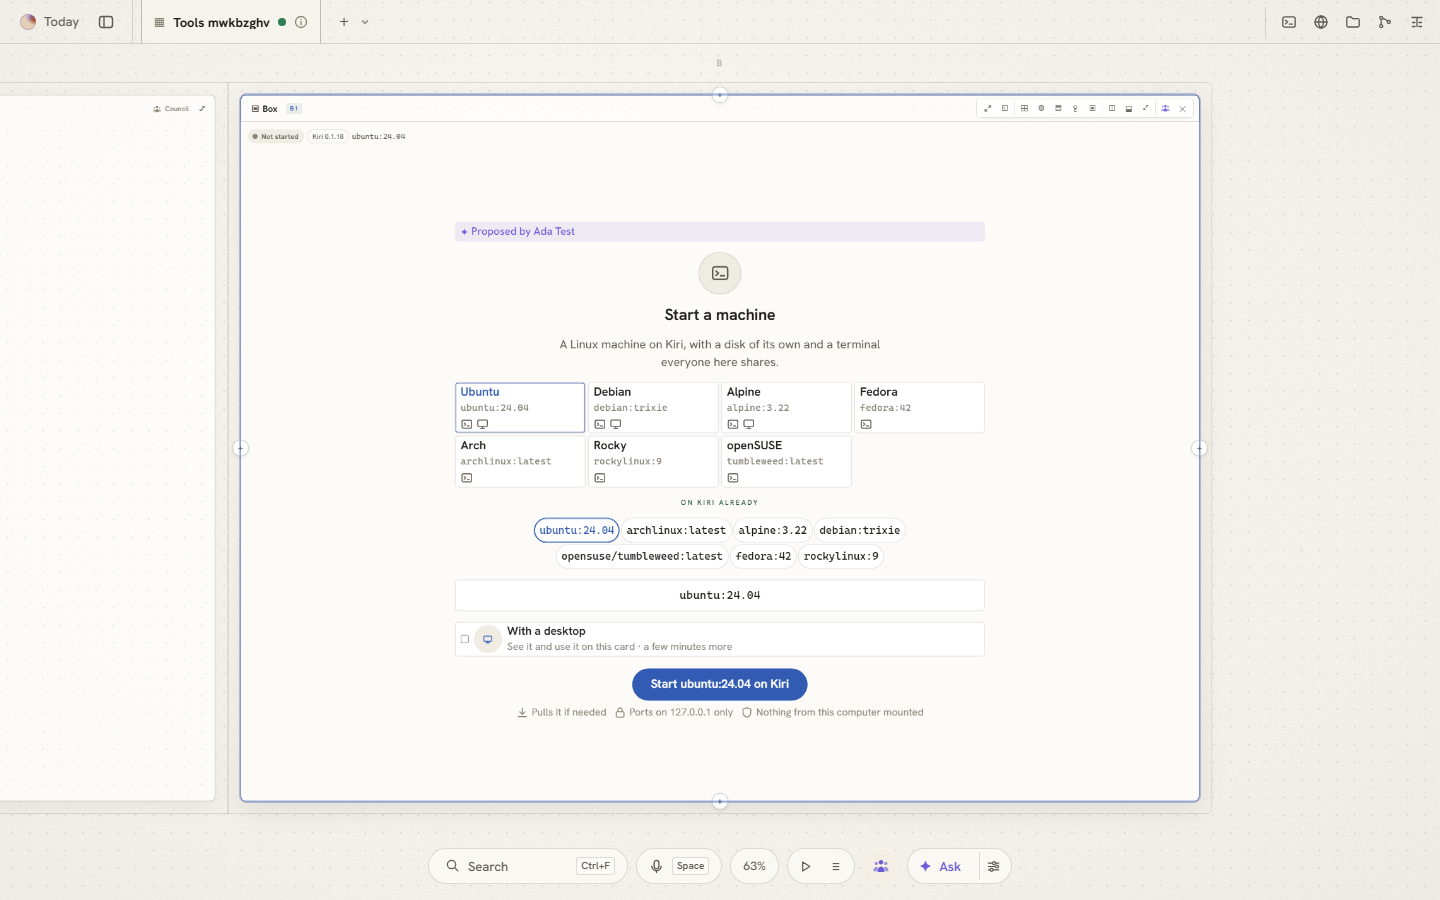 Today
Tools mwkbzghv
B
Council
Box
B1
Not started
Kiri 0.1.18
ubuntu:24.04
Proposed by Ada Test
Start a machine
A Linux machine on Kiri, with a disk of its own and a terminal
everyone here shares.
Ubuntu
ubuntu:24.04
Debian
debian:trixie
Alpine
alpine:3.22
Fedora
fedora:42
Arch
archlinux:latest
Rocky
rockylinux:9
openSUSE
tumbleweed:latest
ON KIRI ALREADY
ubuntu:24.04 archlinux:latest alpine:3.22 debian:trixie
opensuse/tumbleweed:latest fedora:42 rockylinux:9
ubuntu:24.04
With a desktop
See it and use it on this card · a few minutes more
Start ubuntu:24.04 on Kiri
Pulls it if needed Ports on 127.0.0.1 only Nothing from this computer mounted
Search Ctrl+F Space 63% Ask